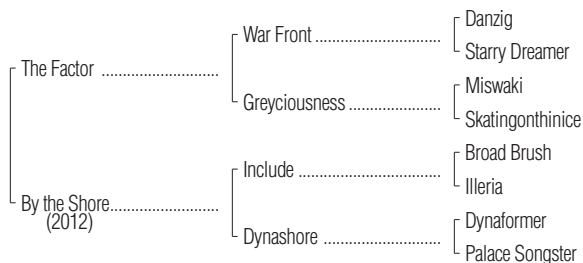 Danzig
War Front
Starry Dreamer
The Factor
Miswaki
Greyciousness
Skatingonthinice
Broad Brush
Include
Illeria
By the Shore
(2012)
Dynaformer
Dynashore
Palace Songster